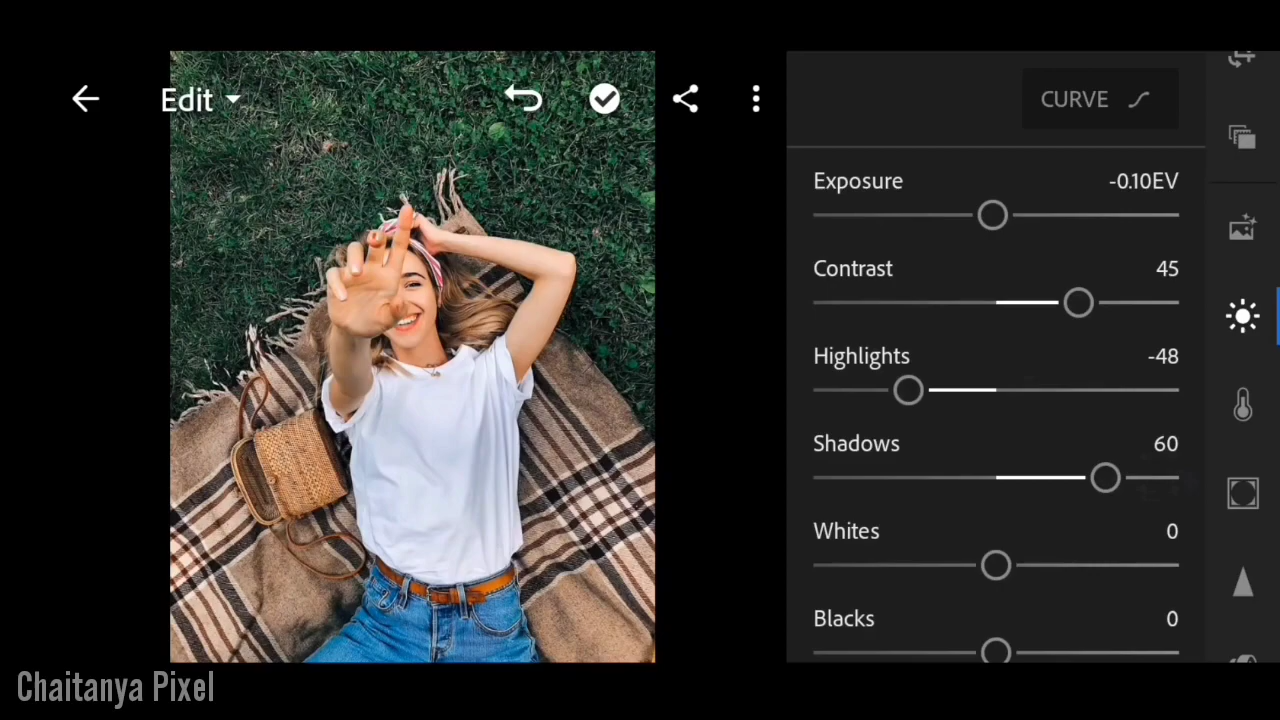 Edit
CURVE
Exposure -0.10EV
Contrast 45
Highlights -48
Shadows 60
Whites 0
Blacks 0
Chaitanya Pixel